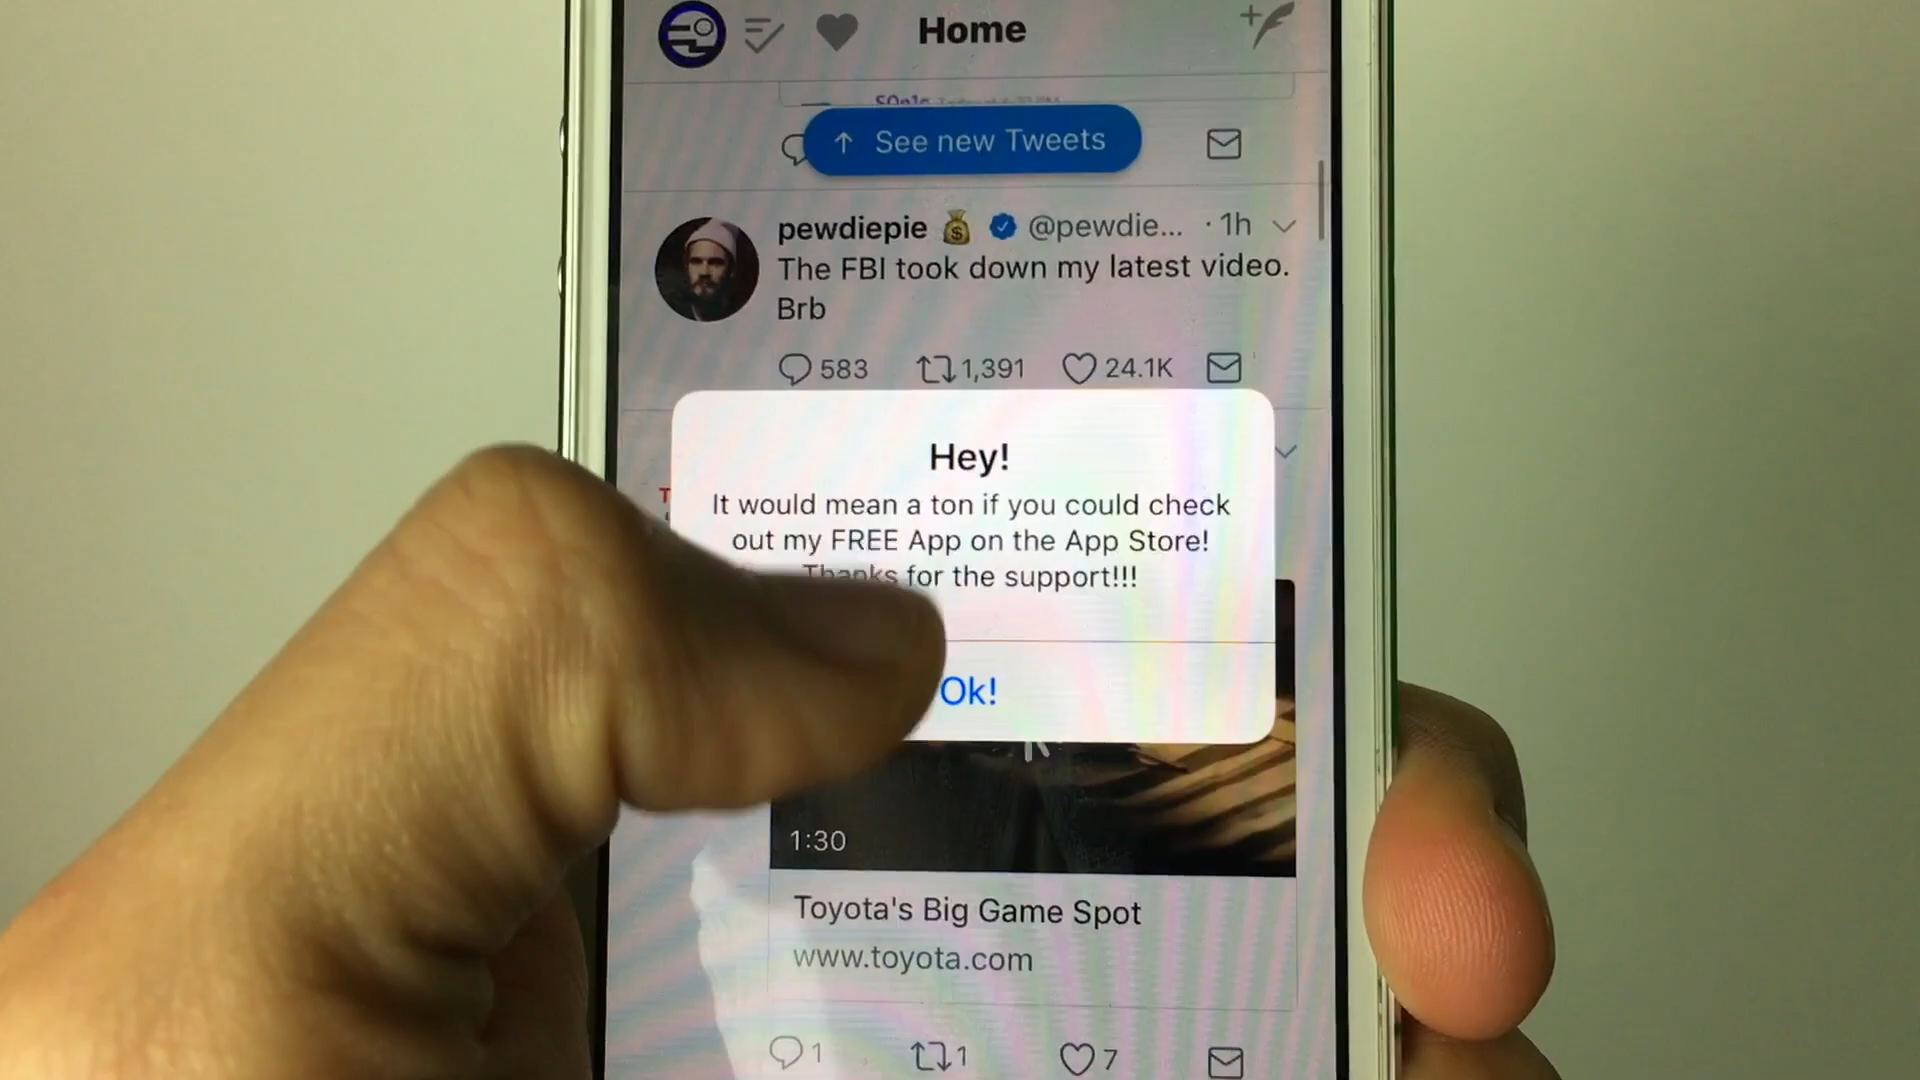 Home
See new Tweets
pewdiepie 💰 @pewdie... · 1h
The FBI took down my latest video.
Brb
583 1,391 24.1K
Hey!
It would mean a ton if you could check
out my FREE App on the App Store!
Thanks for the support!!!
Ok!
1:30
Toyota's Big Game Spot
www.toyota.com
1 1 7